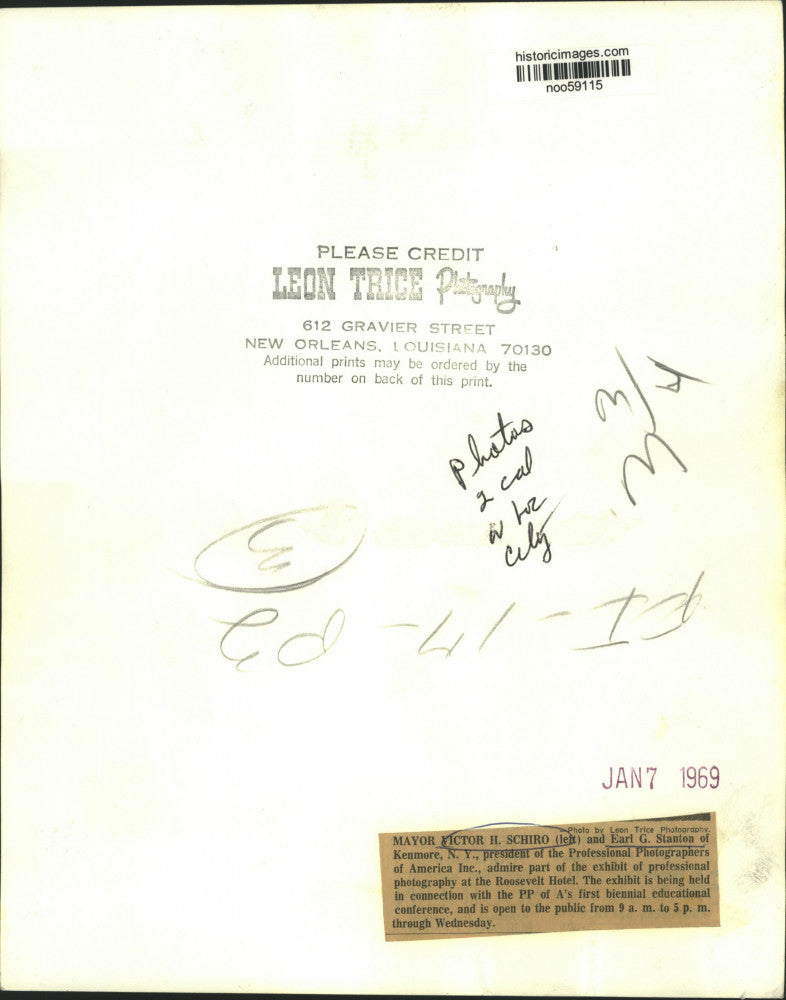 historicimages.com
noo59115
PLEASE CREDIT
LEON TRICE Photography
612 GRAVIER STREET
NEW ORLEANS, LOUISIANA 70130
Additional prints may be ordered by the
number on back of this print.
Photos
2 col
City
3
JAN 7 1969
Photo by Leon Trice Photography.
MAYOR VICTOR H. SCHIRO (left) and Earl G. Stanton of
Kenmore, N. Y., president of the Professional Photographers
of America Inc., admire part of the exhibit of professional
photography at the Roosevelt Hotel. The exhibit is being held
in connection with the PP of A's first biennial educational
conference, and is open to the public from 9 a. m. to 5 p. m.
through Wednesday.